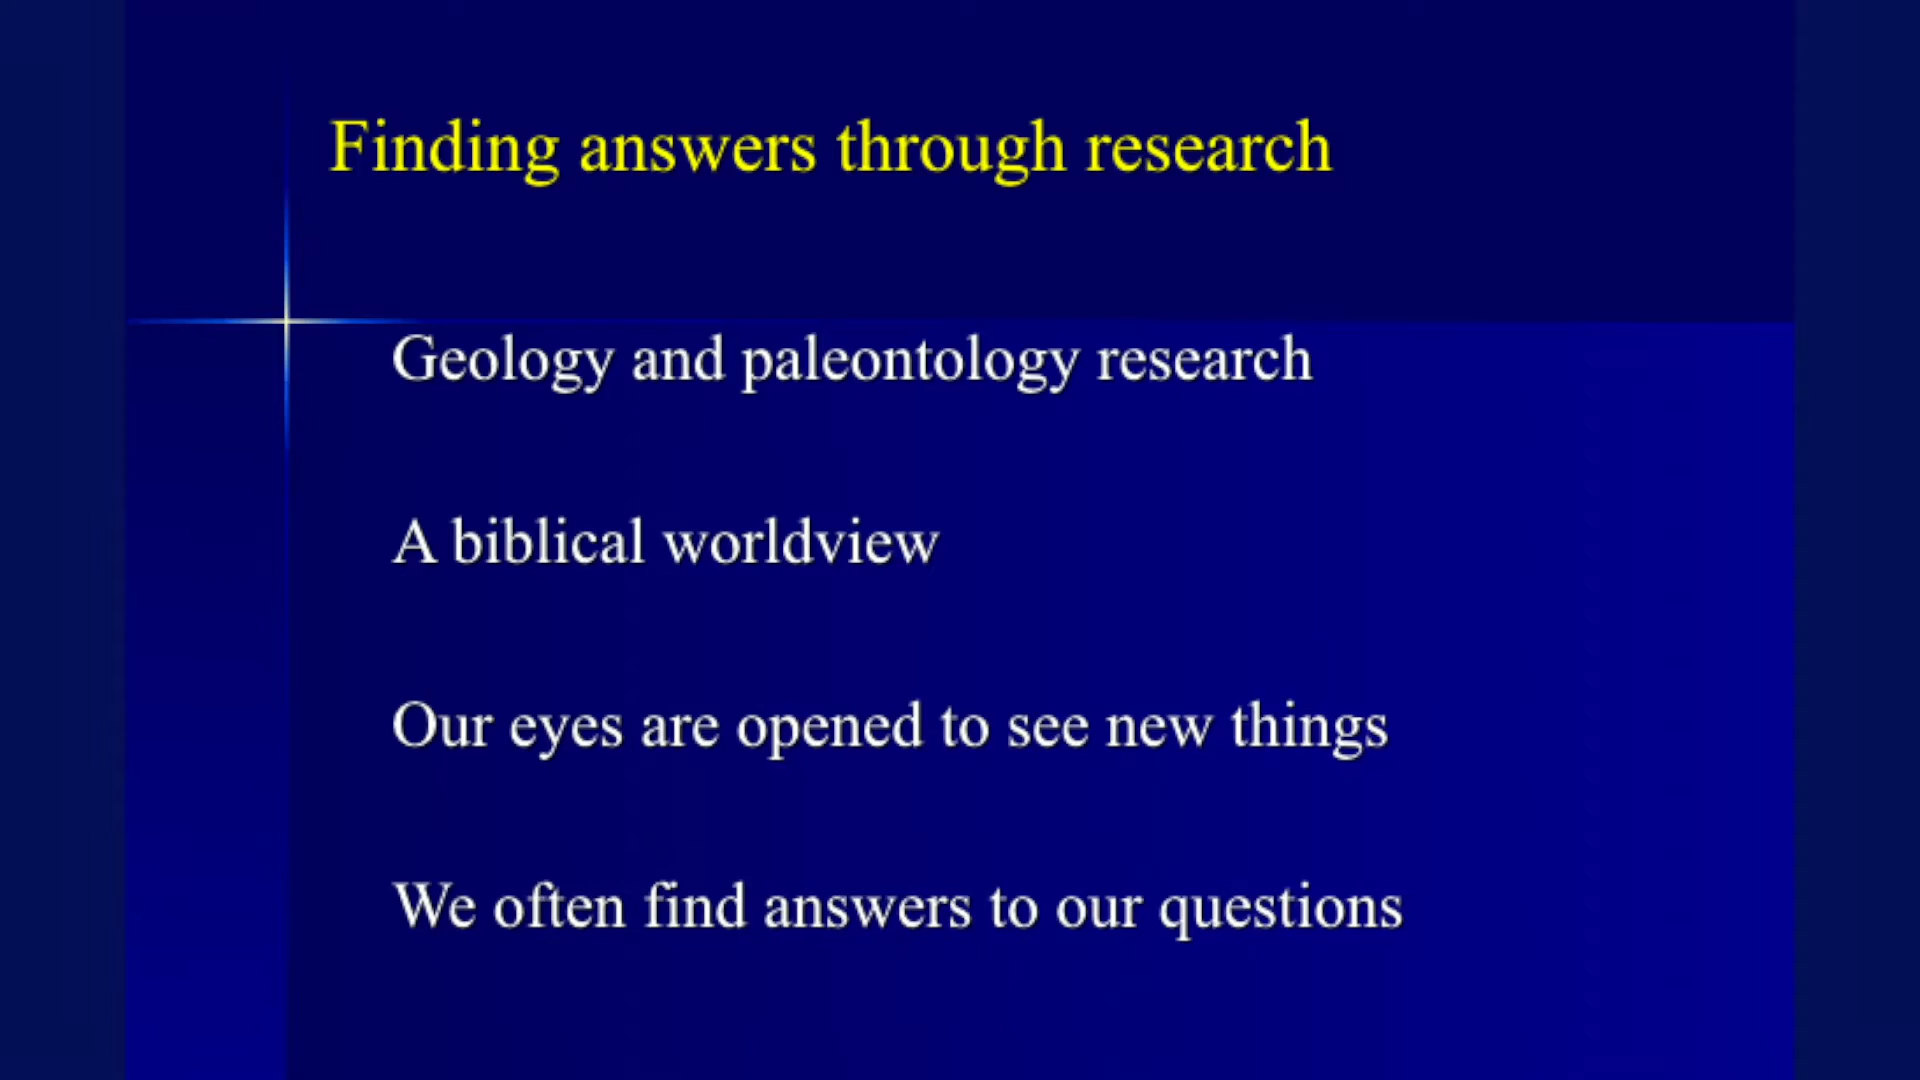 Finding answers through research
Geology and paleontology research
A biblical worldview
Our eyes are opened to see new things
We often find answers to our questions